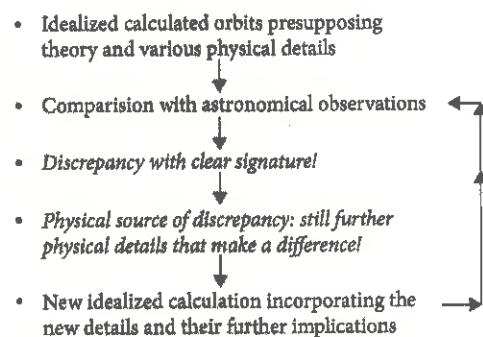 • Idealized calculated orbits presupposing
theory and various physical details
• Comparision with astronomical observations
• Discrepancy with clear signature!
• Physical source of discrepancy: still further
physical details that make a difference!
• New idealized calculation incorporating the
new details and their further implications